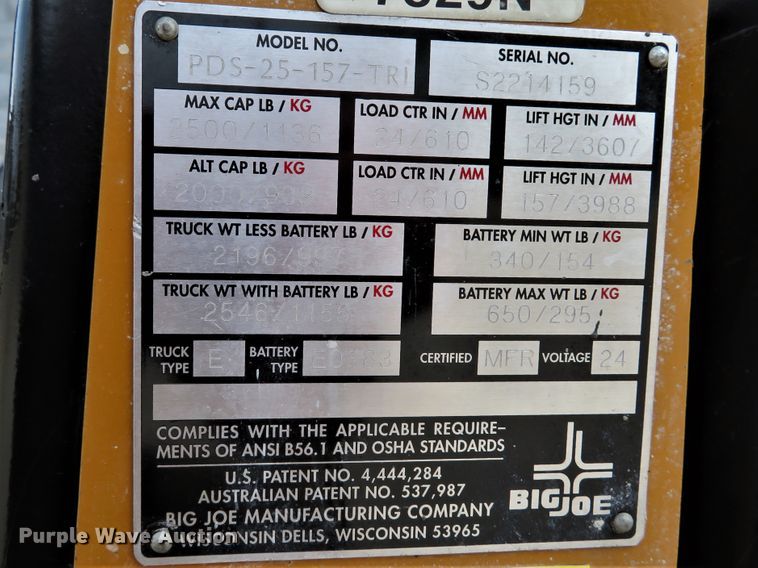 MODEL NO.
PDS-25-157-TRI
SERIAL NO.
S2214159
MAX CAP LB / KG
2500/1136
LOAD CTR IN / MM
24/610
LIFT HGT IN / MM
142/3607
ALT CAP LB / KG
LOAD CTR IN / MM
24/610
LIFT HGT IN / MM
157/3988
TRUCK WT LESS BATTERY LB / KG
BATTERY MIN WT LB / KG
340/154
TRUCK WT WITH BATTERY LB / KG
BATTERY MAX WT LB / KG
650/295
TRUCK TYPE E BATTERY TYPE CERTIFIED MFR VOLTAGE 24
COMPLIES WITH THE APPLICABLE REQUIRE-
MENTS OF ANSI B56.1 AND OSHA STANDARDS
U.S. PATENT NO. 4,444,284
AUSTRALIAN PATENT NO. 537,987
BIG JOE MANUFACTURING COMPANY
WISCONSIN DELLS, WISCONSIN 53965
BIG JOE
Purple Wave Auction